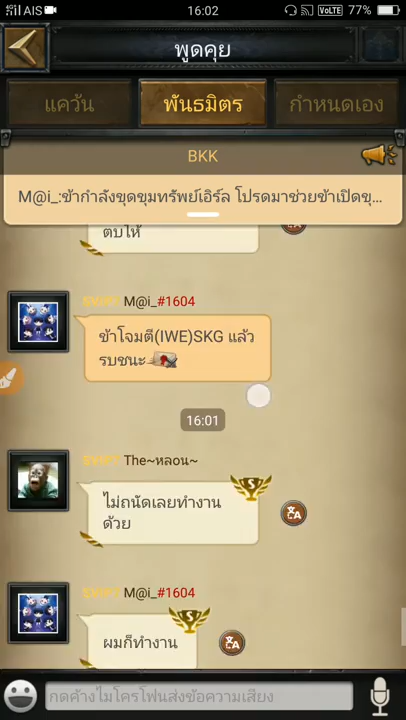 4G AIS 16:02 VoLTE 77%
พูดคุย
แคว้น พันธมิตร กำหนดเอง
BKK
M@i_:ข้ากำลังขุดขุมทรัพย์เอิร์ล โปรดมาช่วยข้าเปิดขุ...
ตบให้
M@i_#1604
ข้าโจมตี(IWE)SKG แล้ว
รบชนะ
16:01
The~หลอน~
ไม่ถนัดเลยทำงาน
ด้วย
M@i_#1604
ผมก็ทำงาน
กดค้างไมโครโฟนส่งข้อความเสียง